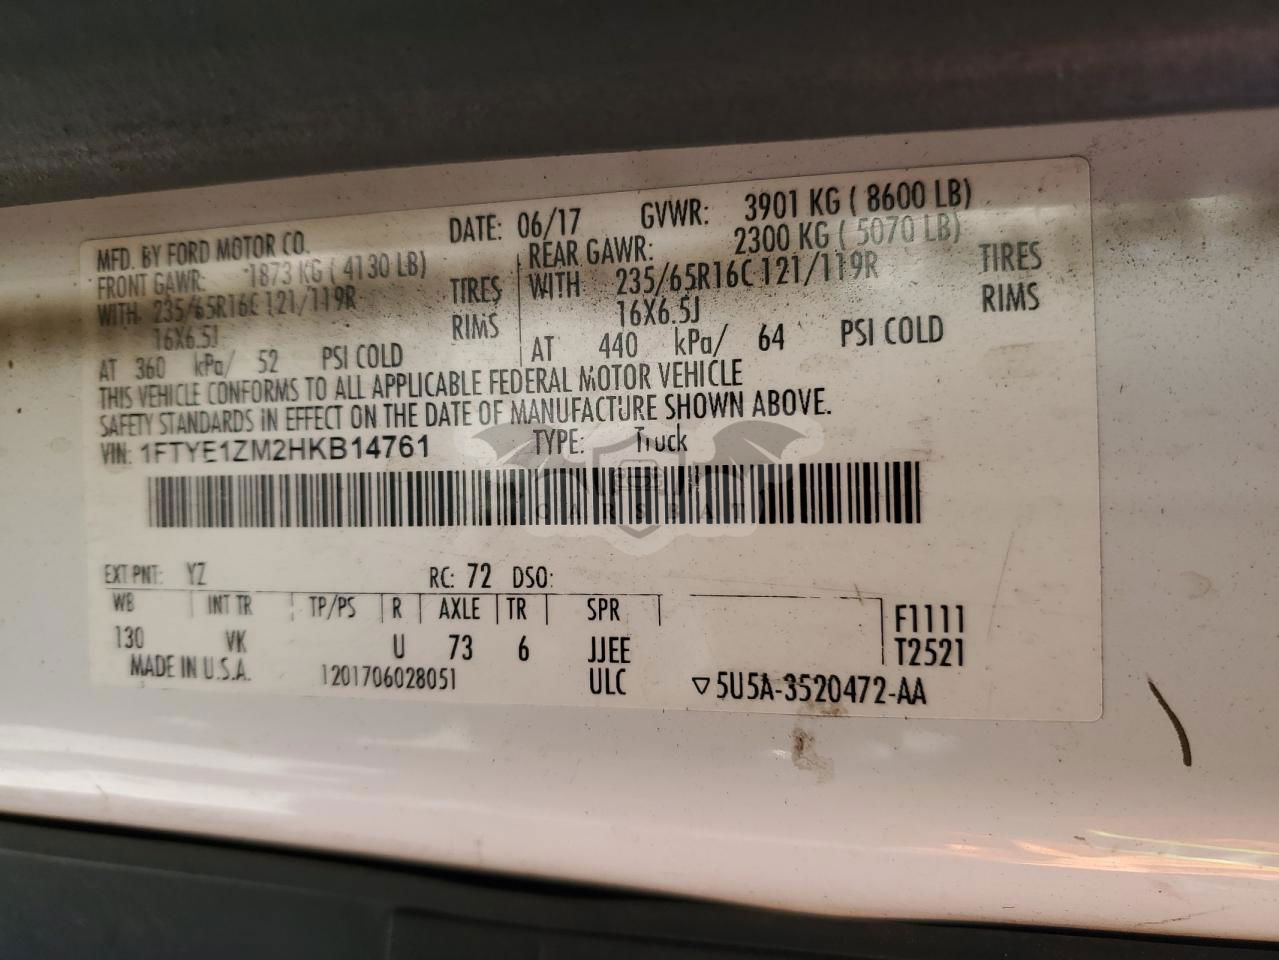 MFD. BY FORD MOTOR CO. DATE: 06/17 GVWR: 3901 KG ( 8600 LB)
FRONT GAWR: 1873 KG ( 4130 LB) REAR GAWR: 2300 KG ( 5070 LB)
WITH 235/65R16C 121/119R TIRES WITH 235/65R16C 121/119R TIRES
16X6.5J RIMS 16X6.5J RIMS
AT 360 kPa/ 52 PSI COLD AT 440 kPa/ 64 PSI COLD
THIS VEHICLE CONFORMS TO ALL APPLICABLE FEDERAL MOTOR VEHICLE
SAFETY STANDARDS IN EFFECT ON THE DATE OF MANUFACTURE SHOWN ABOVE.
VIN: 1FTYE1ZM2HKB14761 TYPE: Truck
CARSBAT
EXT PNT: YZ RC: 72 DSO:
WB INT TR TP/PS R AXLE TR SPR F1111
130 VK U 73 6 JJEE T2521
MADE IN U.S.A. 1201706028051 ULC ▽5U5A-3520472-AA